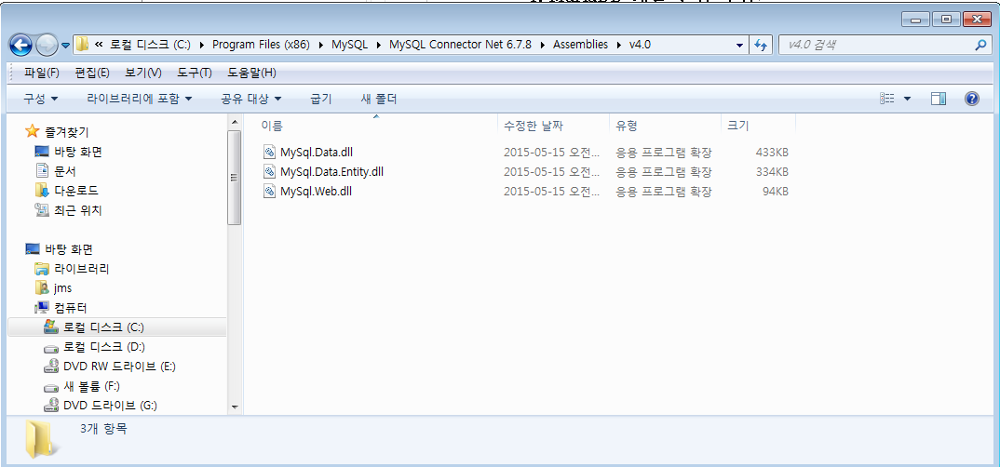 « 로컬 디스크 (C:) ▸ Program Files (x86) ▸ MySQL ▸ MySQL Connector Net 6.7.8 ▸ Assemblies ▸ v4.0
v4.0 검색
파일(F) 편집(E) 보기(V) 도구(T) 도움말(H)
구성 라이브러리에 포함 공유 대상 굽기 새 폴더
즐겨찾기
바탕 화면
문서
다운로드
최근 위치
바탕 화면
라이브러리
jms
컴퓨터
로컬 디스크 (C:)
로컬 디스크 (D:)
DVD RW 드라이브 (E:)
새 볼륨 (F:)
DVD 드라이브 (G:)
이름 수정한 날짜 유형 크기
MySql.Data.dll 2015-05-15 오전... 응용 프로그램 확장 433KB
MySql.Data.Entity.dll 2015-05-15 오전... 응용 프로그램 확장 334KB
MySql.Web.dll 2015-05-15 오전... 응용 프로그램 확장 94KB
3개 항목